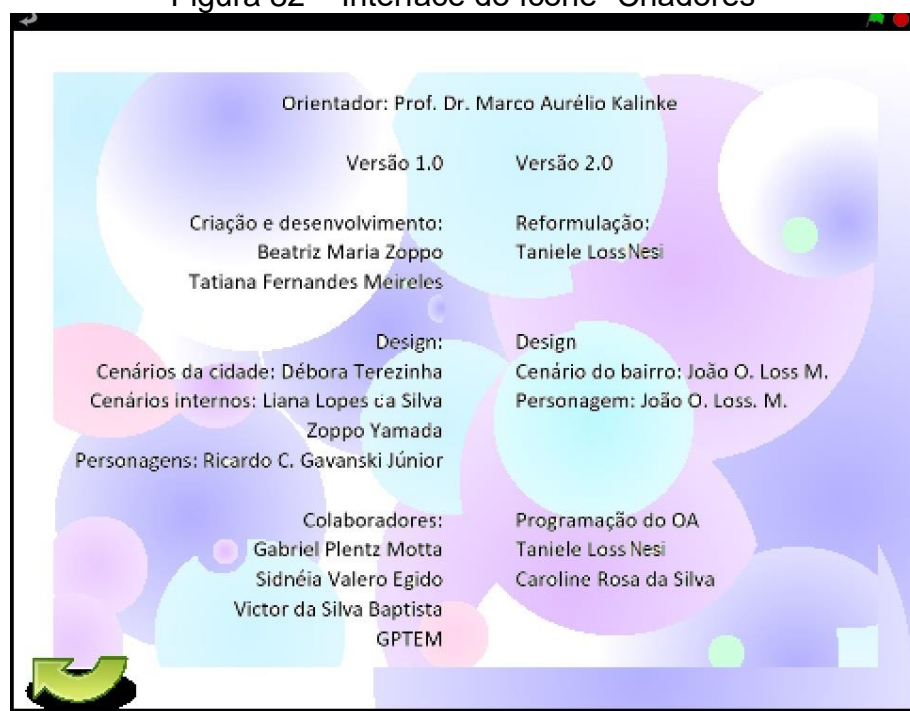 Figura 82 – Interface do ícone "Criadores"
Orientador: Prof. Dr. Marco Aurélio Kalinke
Versão 1.0
Criação e desenvolvimento:
Beatriz Maria Zoppo
Tatiana Fernandes Meireles
Design:
Cenários da cidade: Débora Terezinha
Cenários internos: Liana Lopes da Silva
Zoppo Yamada
Personagens: Ricardo C. Gavanski Júnior
Colaboradores:
Gabriel Plentz Motta
Sidnéia Valero Egido
Victor da Silva Baptista
GPTEM
Versão 2.0
Reformulação:
Taniele Loss Nesi
Design
Cenário do bairro: João O. Loss M.
Personagem: João O. Loss. M.
Programação do OA
Taniele Loss Nesi
Caroline Rosa da Silva